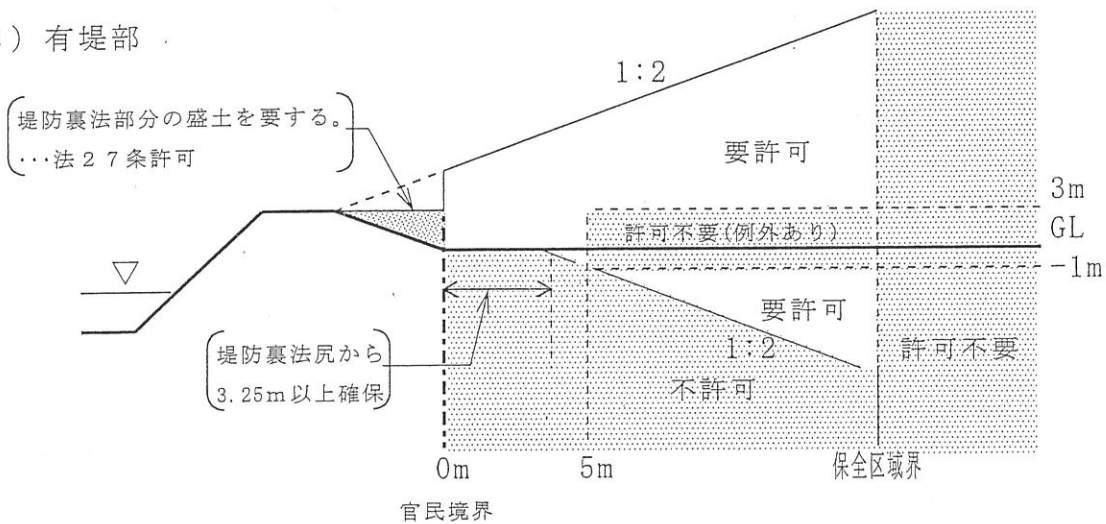 ) 有堤部
1:2
堤防裏法部分の盛土を要する。
…法27条許可
要許可
3m
許可不要(例外あり)
GL
-1m
要許可
堤防裏法尻から
3.25m以上確保
1:2
許可不要
不許可
0m
5m
保全区域界
官民境界